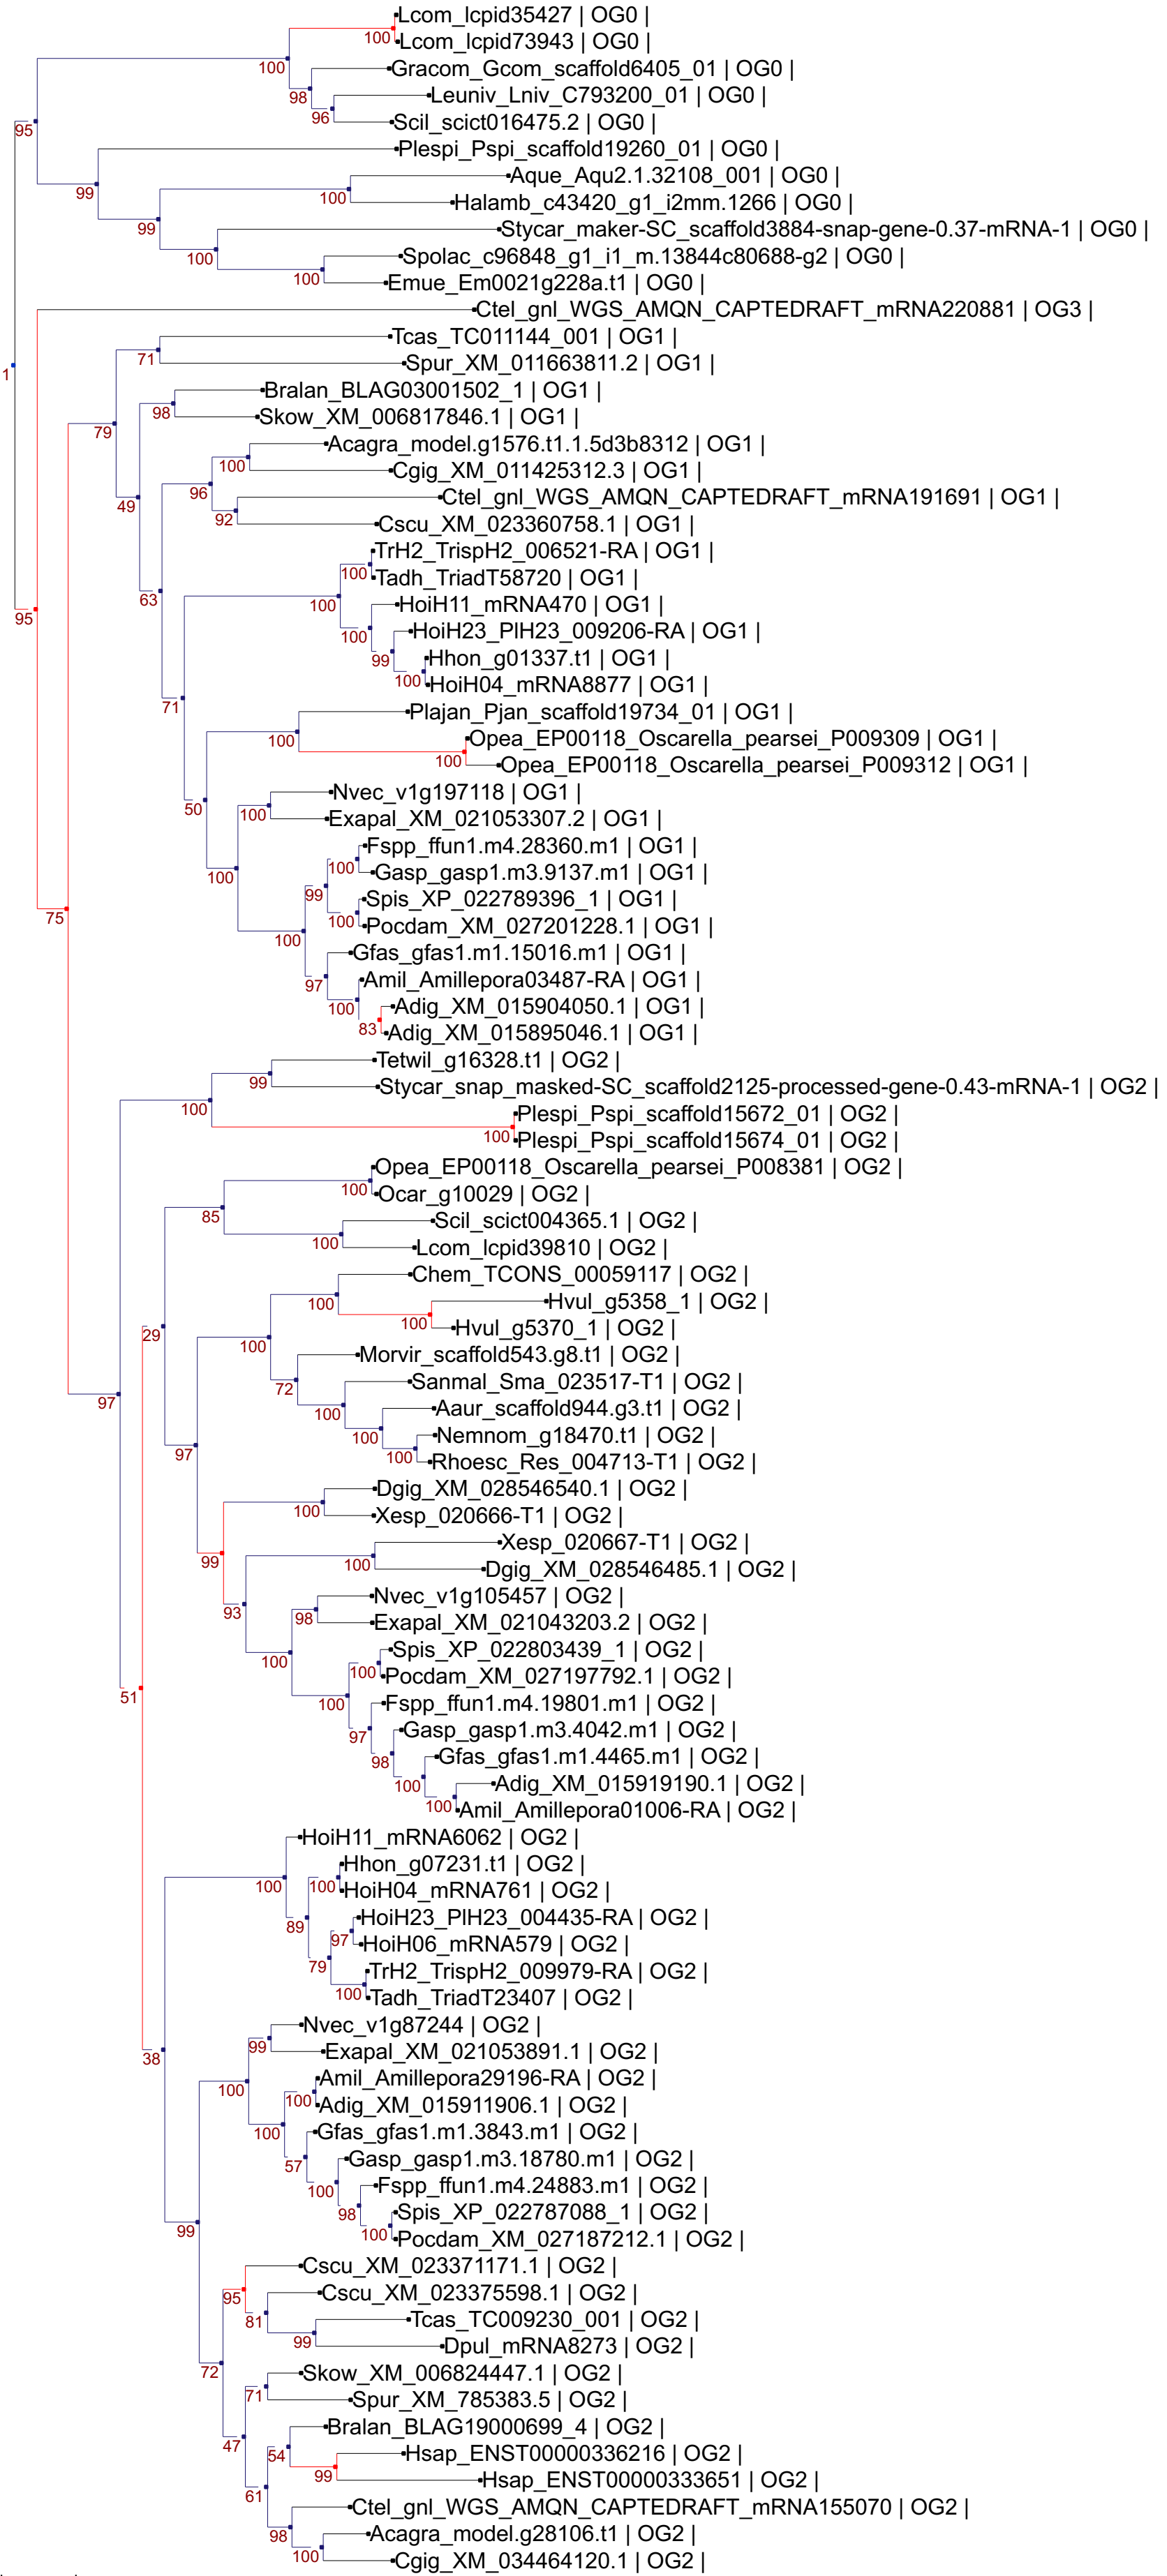 Lcom_lcpid35427 | OG0 |
100
Lcom_lcpid73943 | OG0 |
100
Gracom_Gcom_scaffold6405_01 | OG0 |
98
Leuniv_Lniv_C793200_01 | OG0 |
96
Scil_scict016475.2 | OG0 |
95
Plespi_Pspi_scaffold19260_01 | OG0 |
99
Aque_Aqu2.1.32108_001 | OG0 |
100
Halamb_c43420_g1_i2mm.1266 | OG0 |
99
Stycar_maker-SC_scaffold3884-snap-gene-0.37-mRNA-1 | OG0 |
100
Spolac_c96848_g1_i1_m.13844c80688-g2 | OG0 |
100
Emue_Em0021g228a.t1 | OG0 |
Ctel_gnl_WGS_AMQN_CAPTEDRAFT_mRNA220881 | OG3 |
Tcas_TC011144_001 | OG1 |
71
Spur_XM_011663811.2 | OG1 |
1
Bralan_BLAG03001502_1 | OG1 |
98
Skow_XM_006817846.1 | OG1 |
79
Acagra_model.g1576.t1.1.5d3b8312 | OG1 |
100
Cgig_XM_011425312.3 | OG1 |
96
Ctel_gnl_WGS_AMQN_CAPTEDRAFT_mRNA191691 | OG1 |
49
92
Cscu_XM_023360758.1 | OG1 |
TrH2_TrispH2_006521-RA | OG1 |
100
Tadh_TriadT58720 | OG1 |
63
100
HoiH11_mRNA470 | OG1 |
95
100
HoiH23_PlH23_009206-RA | OG1 |
99
Hhon_g01337.t1 | OG1 |
100
HoiH04_mRNA8877 | OG1 |
71
Plajan_Pjan_scaffold19734_01 | OG1 |
100
Opea_EP00118_Oscarella_pearsei_P009309 | OG1 |
100
Opea_EP00118_Oscarella_pearsei_P009312 | OG1 |
Nvec_v1g197118 | OG1 |
50
100
Exapal_XM_021053307.2 | OG1 |
Fspp_ffun1.m4.28360.m1 | OG1 |
100
Gasp_gasp1.m3.9137.m1 | OG1 |
100
99
Spis_XP_022789396_1 | OG1 |
75
100
Pocdam_XM_027201228.1 | OG1 |
100
Gfas_gfas1.m1.15016.m1 | OG1 |
Amil_Amillepora03487-RA | OG1 |
97
100
Adig_XM_015904050.1 | OG1 |
83
Adig_XM_015895046.1 | OG1 |
Tetwil_g16328.t1 | OG2 |
99
Stycar_snap_masked-SC_scaffold2125-processed-gene-0.43-mRNA-1 | OG2 |
100
Plespi_Pspi_scaffold15672_01 | OG2 |
100
Plespi_Pspi_scaffold15674_01 | OG2 |
Opea_EP00118_Oscarella_pearsei_P008381 | OG2 |
100
Ocar_g10029 | OG2 |
85
Scil_scict004365.1 | OG2 |
100
Lcom_lcpid39810 | OG2 |
Chem_TCONS_00059117 | OG2 |
100
Hvul_g5358_1 | OG2 |
100
Hvul_g5370_1 | OG2 |
29
100
Morvir_scaffold543.g8.t1 | OG2 |
72
Sanmal_Sma_023517-T1 | OG2 |
97
100
Aaur_scaffold944.g3.t1 | OG2 |
100
Nemnom_g18470.t1 | OG2 |
97
100
Rhoesc_Res_004713-T1 | OG2 |
Dgig_XM_028546540.1 | OG2 |
100
Xesp_020666-T1 | OG2 |
Xesp_020667-T1 | OG2 |
99
100
Dgig_XM_028546485.1 | OG2 |
Nvec_v1g105457 | OG2 |
93
98
Exapal_XM_021043203.2 | OG2 |
Spis_XP_022803439_1 | OG2 |
100
100
Pocdam_XM_027197792.1 | OG2 |
51
100
Fspp_ffun1.m4.19801.m1 | OG2 |
97
Gasp_gasp1.m3.4042.m1 | OG2 |
98
Gfas_gfas1.m1.4465.m1 | OG2 |
100
Adig_XM_015919190.1 | OG2 |
100
Amil_Amillepora01006-RA | OG2 |
HoiH11_mRNA6062 | OG2 |
Hhon_g07231.t1 | OG2 |
100
100
HoiH04_mRNA761 | OG2 |
89
HoiH23_PlH23_004435-RA | OG2 |
97
HoiH06_mRNA579 | OG2 |
79
TrH2_TrispH2_009979-RA | OG2 |
100
Tadh_TriadT23407 | OG2 |
Nvec_v1g87244 | OG2 |
99
38
Exapal_XM_021053891.1 | OG2 |
Amil_Amillepora29196-RA | OG2 |
100
100
Adig_XM_015911906.1 | OG2 |
100
Gfas_gfas1.m1.3843.m1 | OG2 |
57
Gasp_gasp1.m3.18780.m1 | OG2 |
100
Fspp_ffun1.m4.24883.m1 | OG2 |
98
Spis_XP_022787088_1 | OG2 |
99
100
Pocdam_XM_027187212.1 | OG2 |
Cscu_XM_023371171.1 | OG2 |
95
Cscu_XM_023375598.1 | OG2 |
81
Tcas_TC009230_001 | OG2 |
99
Dpul_mRNA8273 | OG2 |
72
Skow_XM_006824447.1 | OG2 |
71
Spur_XM_785383.5 | OG2 |
Bralan_BLAG19000699_4 | OG2 |
47
54
Hsap_ENST00000336216 | OG2 |
99
Hsap_ENST00000333651 | OG2 |
61
Ctel_gnl_WGS_AMQN_CAPTEDRAFT_mRNA155070 | OG2 |
98
Acagra_model.g28106.t1 | OG2 |
100
Cgig_XM_034464120.1 | OG2 |